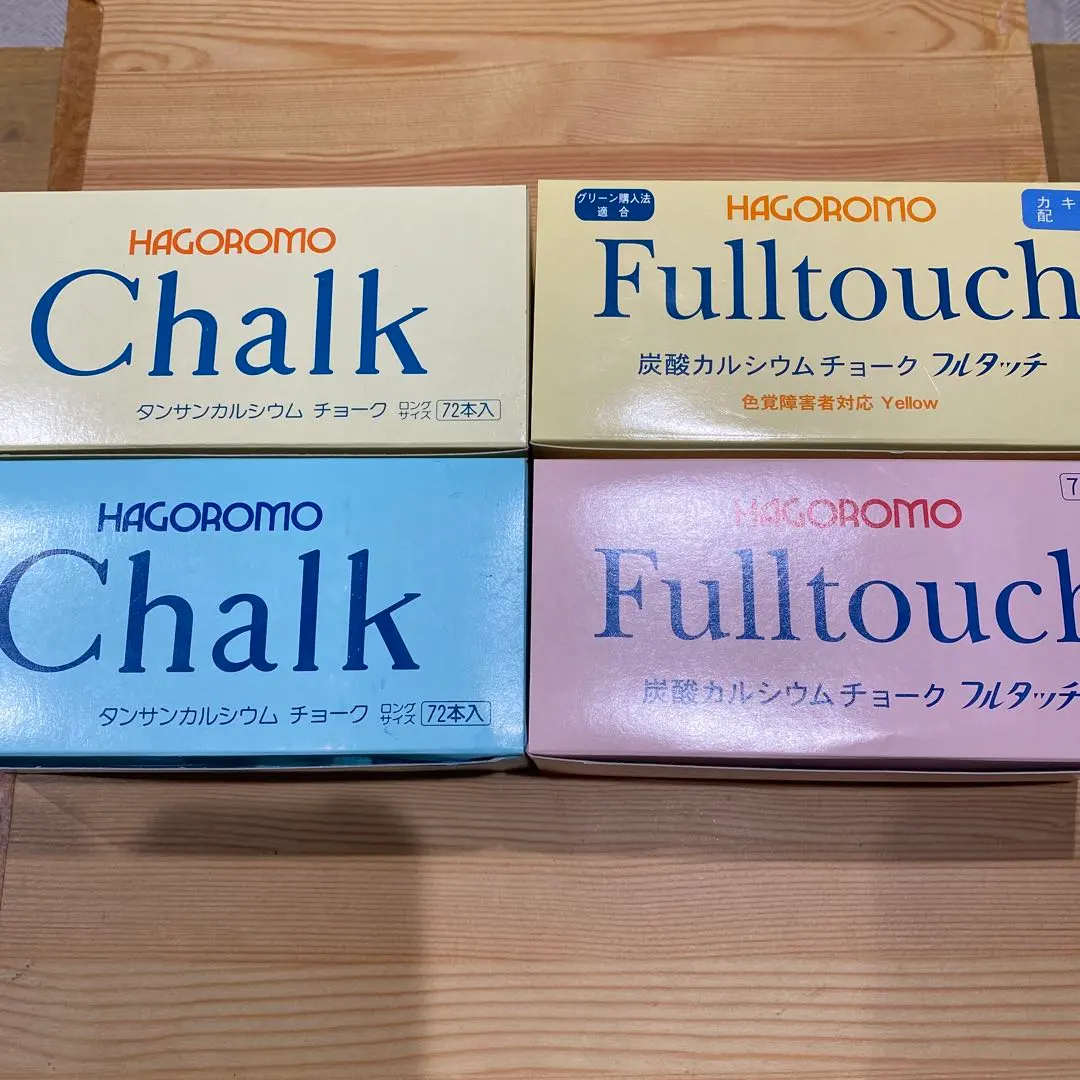 HAGOROMO
Chalk
タンサンカルシウム チョーク ロング サイズ 72本入
グリーン購入法
適合
HAGOROMO
カキ
配
Fulltouch
炭酸カルシウムチョーク フルタッチ
色覚障害者対応 Yellow
HAGOROMO
Chalk
タンサンカルシウム チョーク ロング サイズ 72本入
7
HAGOROMO
Fulltouch
炭酸カルシウムチョーク フルタッチ